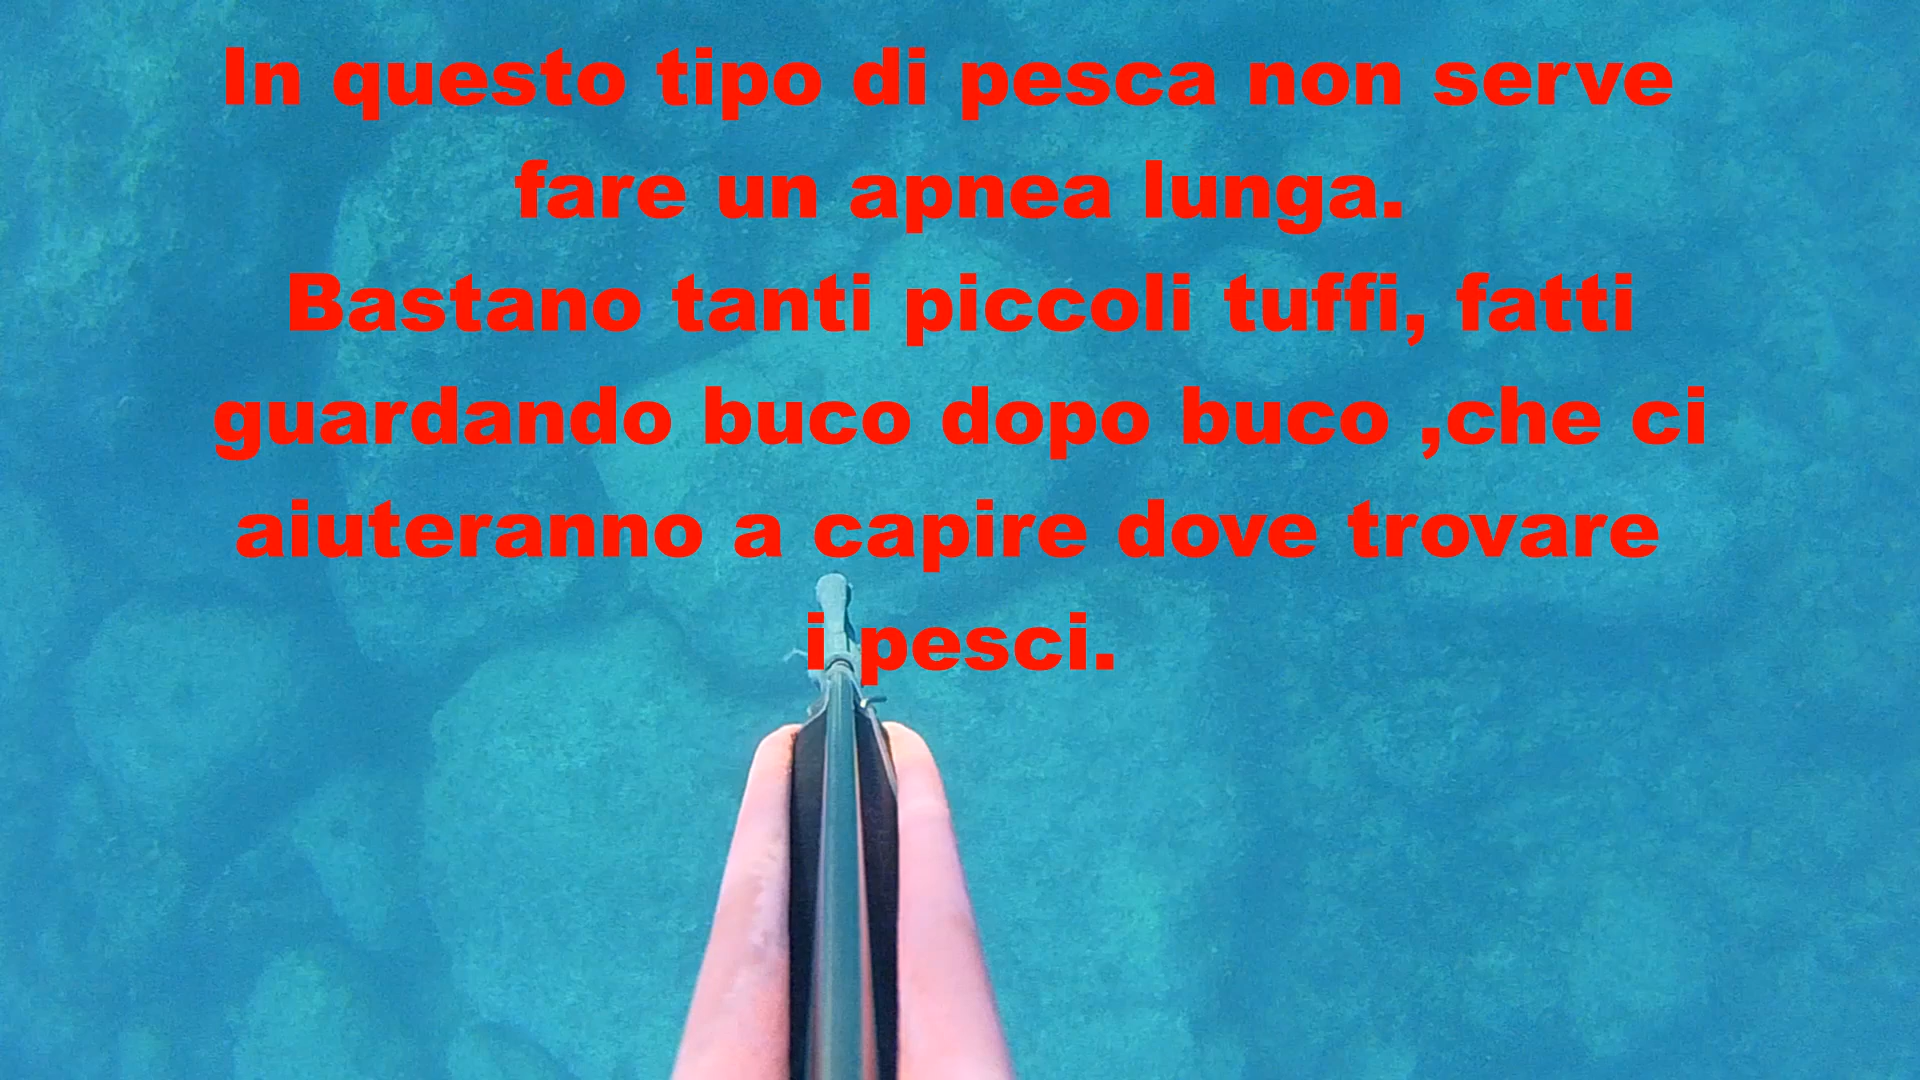 In questo tipo di pesca non serve
fare un apnea lunga.
Bastano tanti piccoli tuffi, fatti
guardando buco dopo buco ,che ci
aiuteranno a capire dove trovare
i pesci.